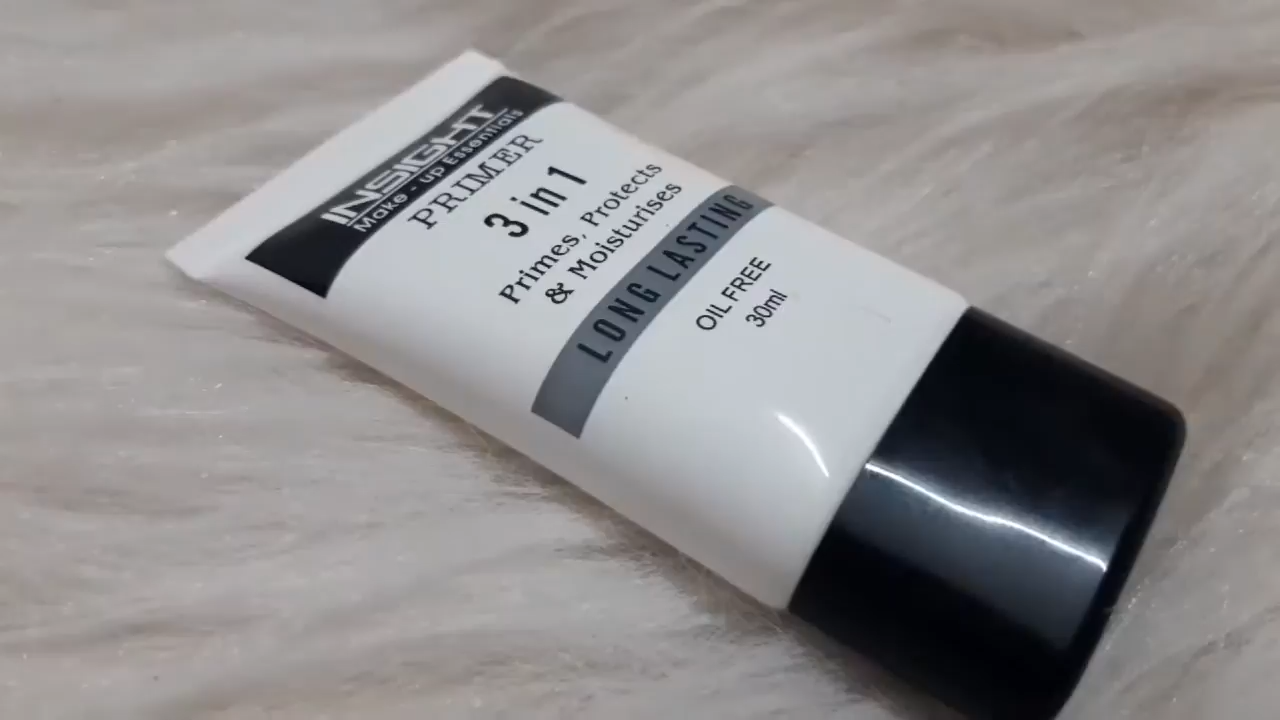 INSIGHT
Make-up Essentials
PRIMER
3 in 1
Primes, Protects
& Moisturises
LONG LASTING
OIL FREE
30ml